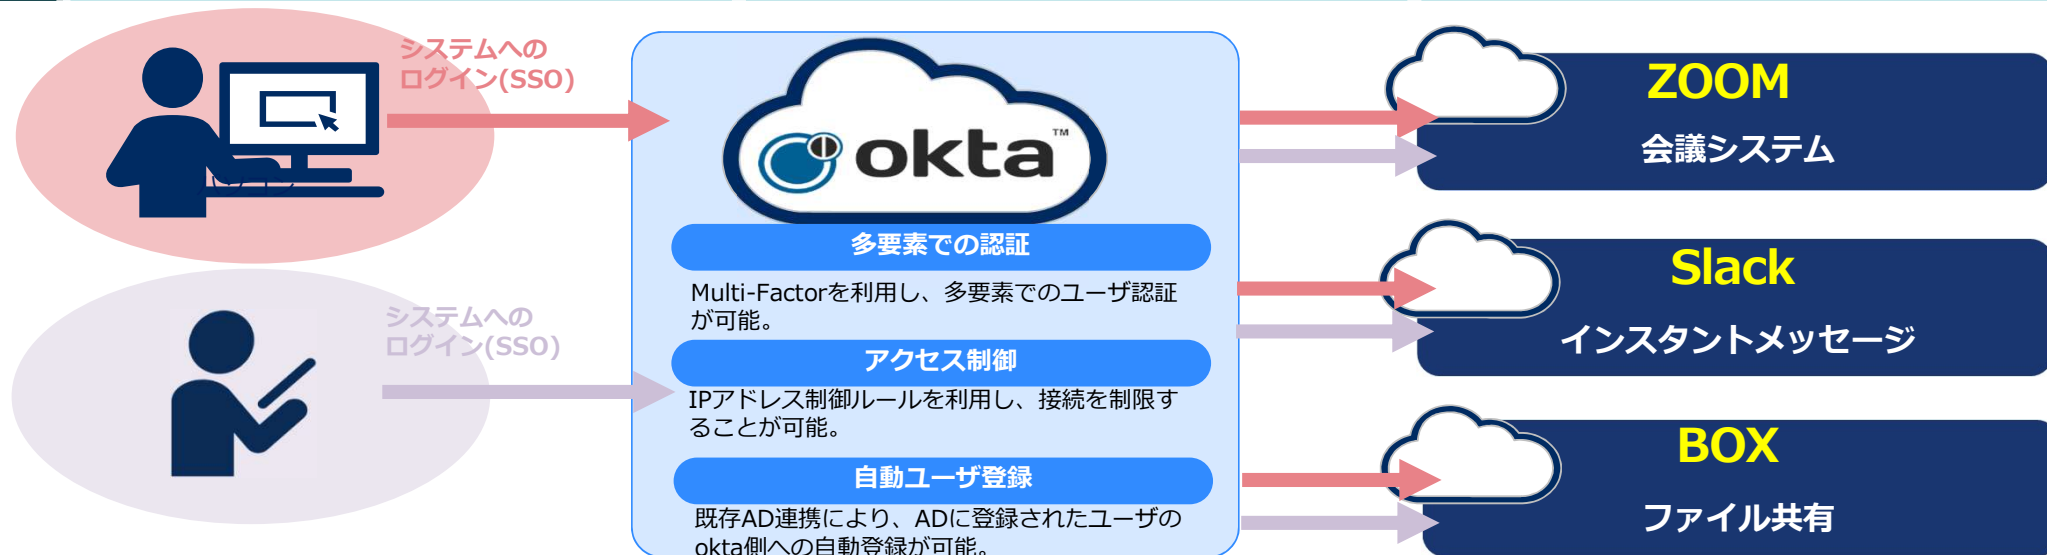 システムへの
ログイン(SSO)
システムへの
ログイン(SSO)
okta™
多要素での認証
Multi-Factorを利用し、多要素でのユーザ認証
が可能。
アクセス制御
IPアドレス制御ルールを利用し、接続を制限す
ることが可能。
自動ユーザ登録
既存AD連携により、ADに登録されたユーザの
okta側への自動登録が可能。
ZOOM
会議システム
Slack
インスタントメッセージ
BOX
ファイル共有